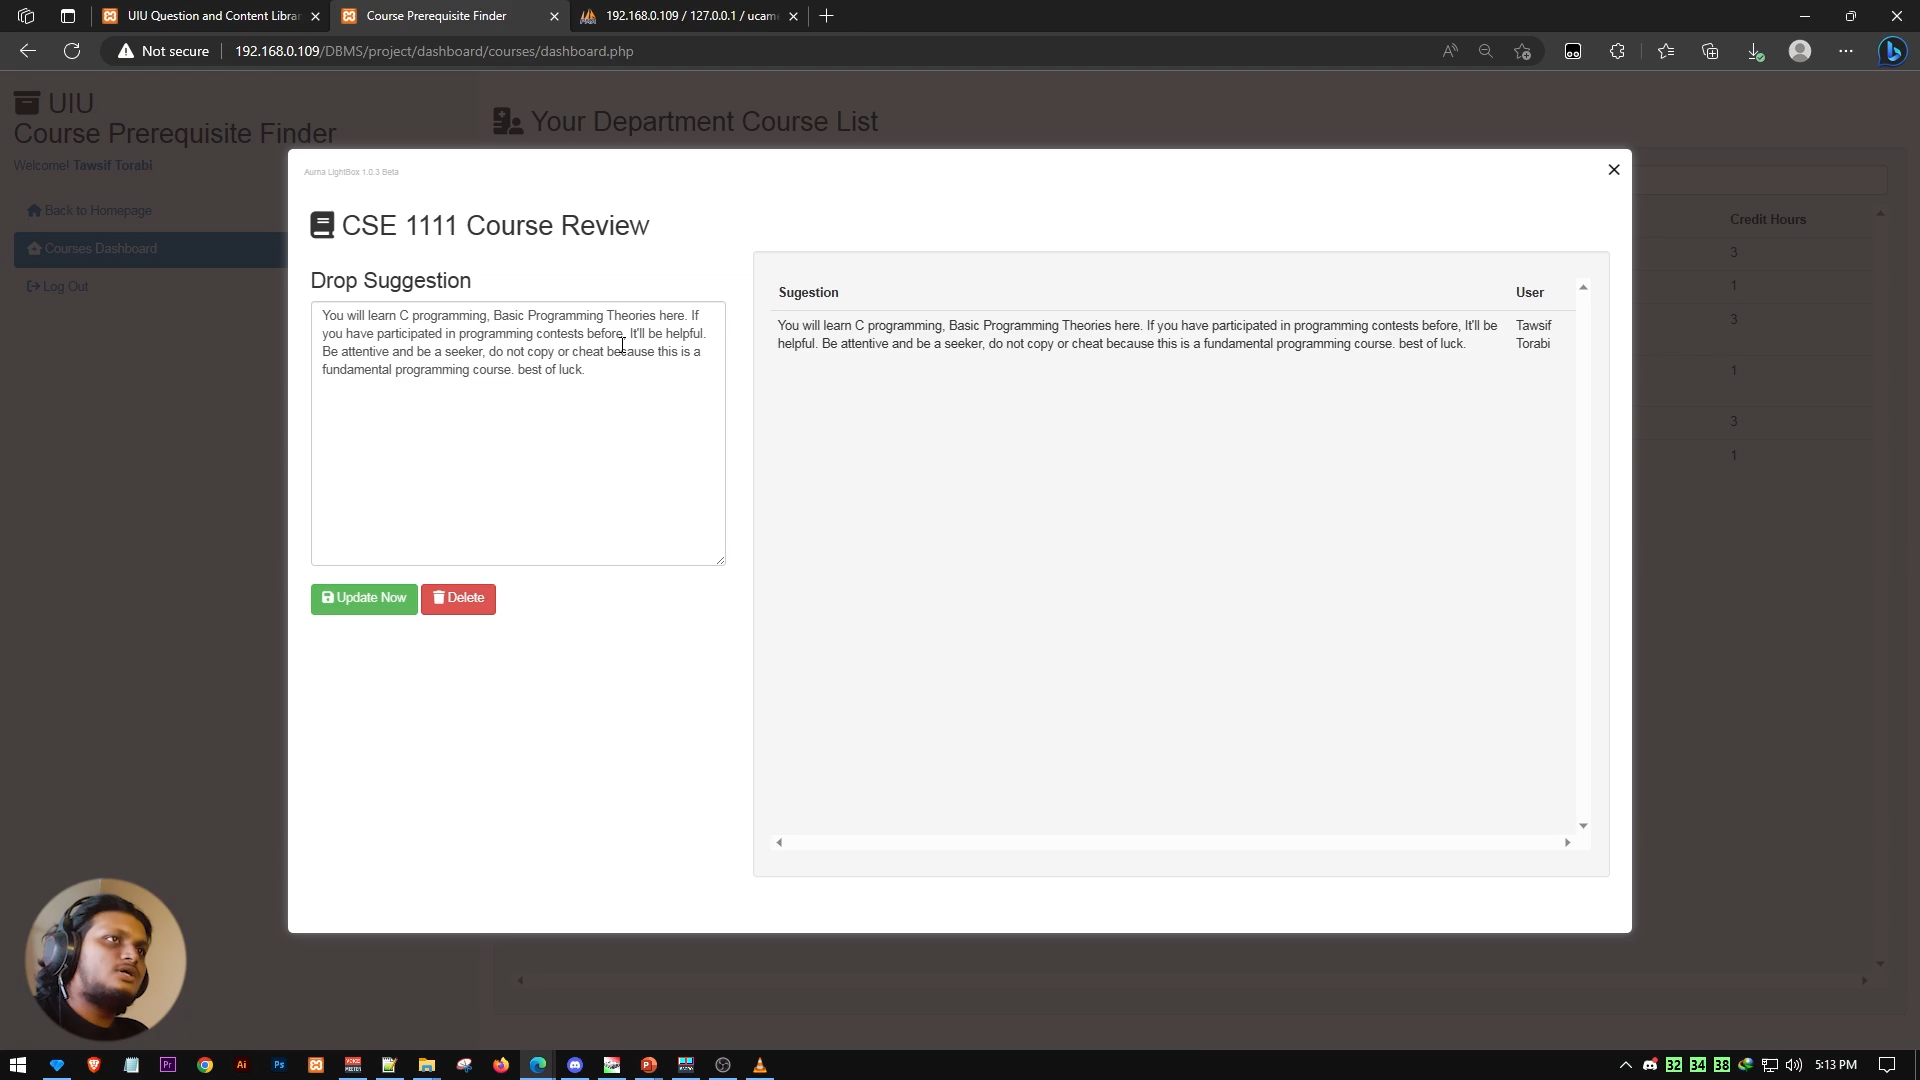 UIU Question and Content Librar
Course Prerequisite Finder
192.168.0.109 / 127.0.0.1 / ucam
Not secure
192.168.0.109/DBMS/project/dashboard/courses/dashboard.php
UIU
Course Prerequisite Finder
Welcome! Tawsif Torabi
Back to Homepage
Courses Dashboard
Log Out
Your Department Course List
Credit Hours
3
1
3
1
3
1
Aurna LightBox 1.0.3 Beta
CSE 1111 Course Review
Drop Suggestion
You will learn C programming, Basic Programming Theories here. If
you have participated in programming contests before, It'll be helpful.
Be attentive and be a seeker, do not copy or cheat because this is a
fundamental programming course. best of luck.
Update Now
Delete
Sugestion
User
You will learn C programming, Basic Programming Theories here. If you have participated in programming contests before, It'll be
helpful. Be attentive and be a seeker, do not copy or cheat because this is a fundamental programming course. best of luck.
Tawsif
Torabi
32
34
38
5:13 PM